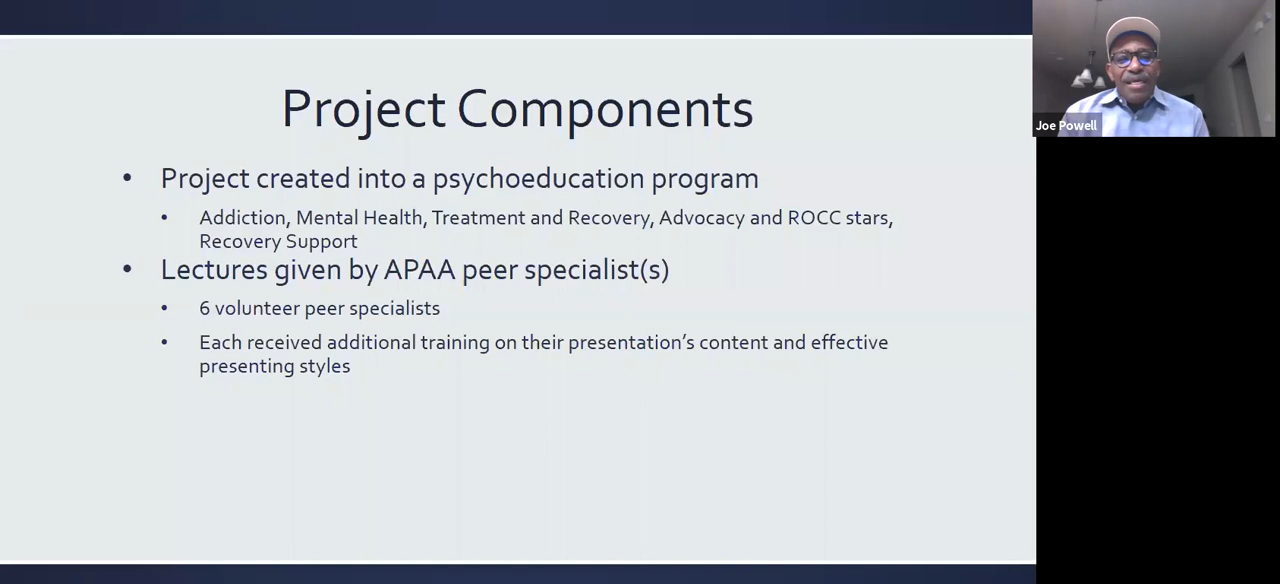 Project Components
• Project created into a psychoeducation program
• Addiction, Mental Health, Treatment and Recovery, Advocacy and ROCC stars,
Recovery Support
• Lectures given by APAA peer specialist(s)
• 6 volunteer peer specialists
• Each received additional training on their presentation’s content and effective
presenting styles
Joe Powell